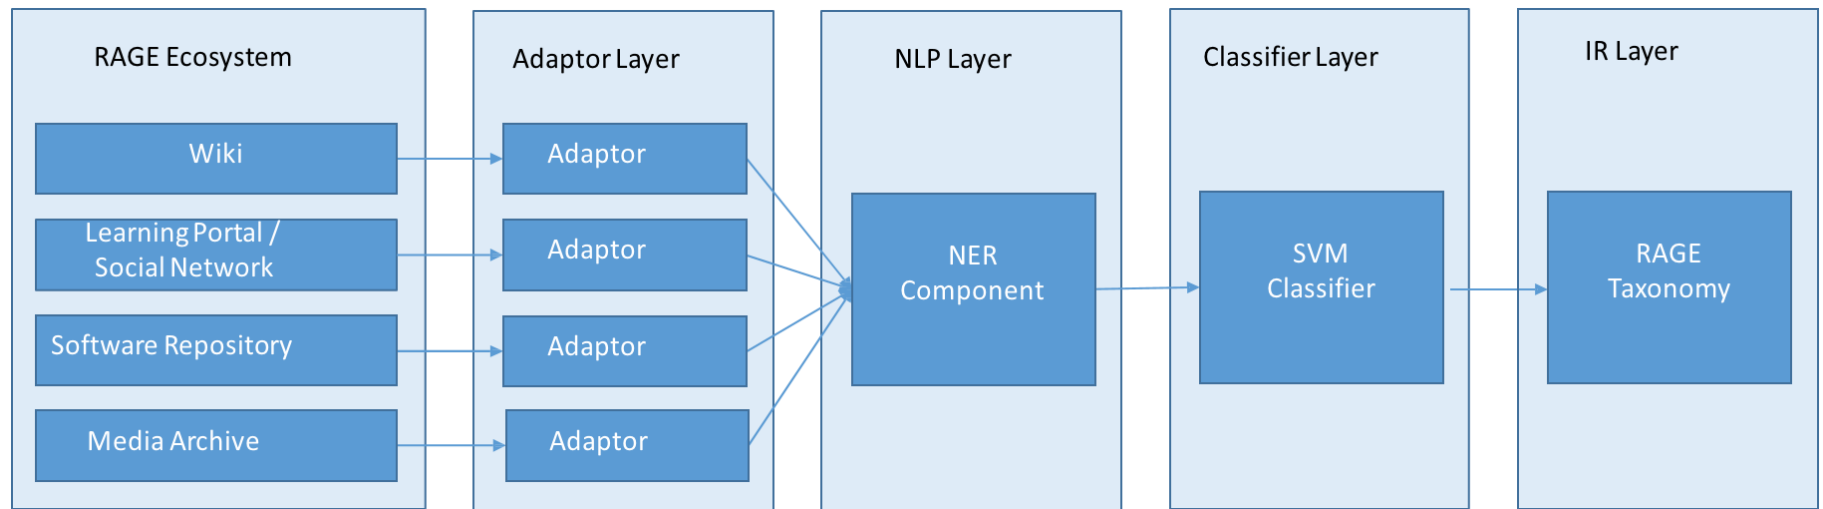 RAGE Ecosystem
Wiki
Learning Portal /
Social Network
Software Repository
Media Archive
Adaptor Layer
Adaptor
Adaptor
Adaptor
Adaptor
NLP Layer
NER
Component
Classifier Layer
SVM
Classifier
IR Layer
RAGE
Taxonomy